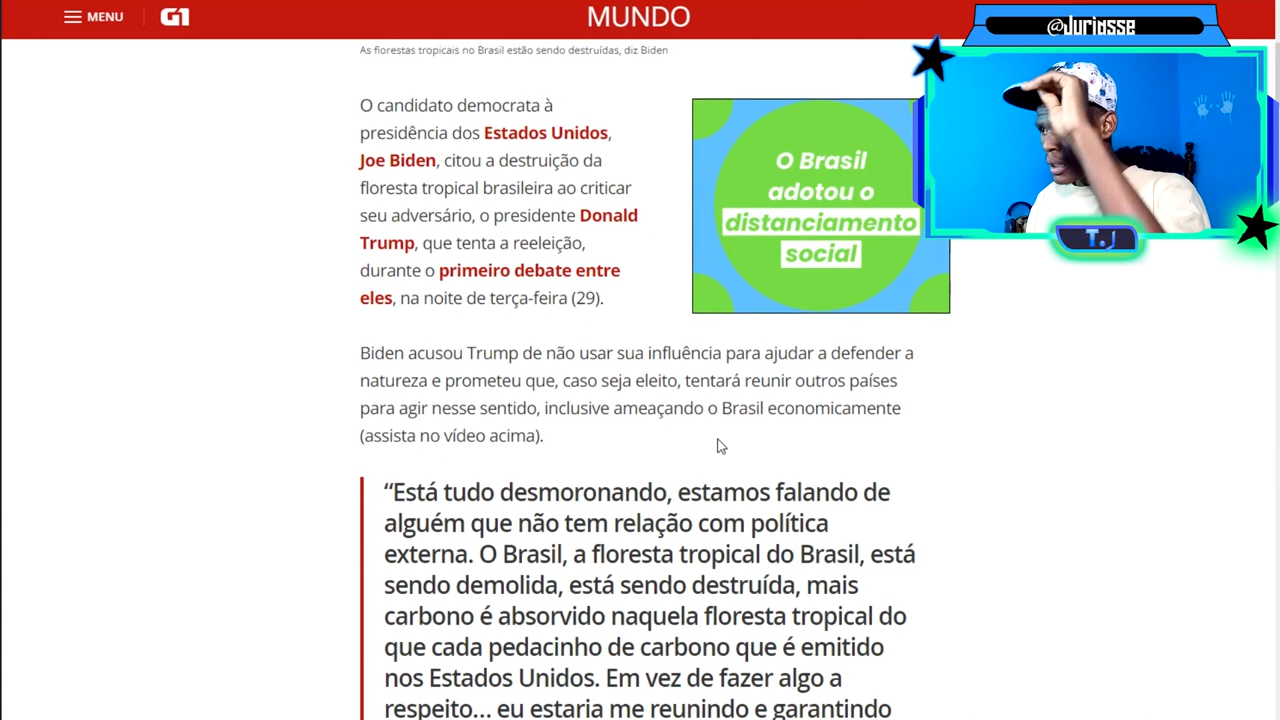 MENU
G1
MUNDO
@Juriasse
As florestas tropicais no Brasil estão sendo destruídas, diz Biden
O candidato democrata à
presidência dos Estados Unidos,
Joe Biden, citou a destruição da
floresta tropical brasileira ao criticar
seu adversário, o presidente Donald
Trump, que tenta a reeleição,
durante o primeiro debate entre
eles, na noite de terça-feira (29).
O Brasil
adotou o
distanciamento
social
T.J
Biden acusou Trump de não usar sua influência para ajudar a defender a
natureza e prometeu que, caso seja eleito, tentará reunir outros países
para agir nesse sentido, inclusive ameaçando o Brasil economicamente
(assista no vídeo acima).
“Está tudo desmoronando, estamos falando de
alguém que não tem relação com política
externa. O Brasil, a floresta tropical do Brasil, está
sendo demolida, está sendo destruída, mais
carbono é absorvido naquela floresta tropical do
que cada pedacinho de carbono que é emitido
nos Estados Unidos. Em vez de fazer algo a
respeito... eu estaria me reunindo e garantindo